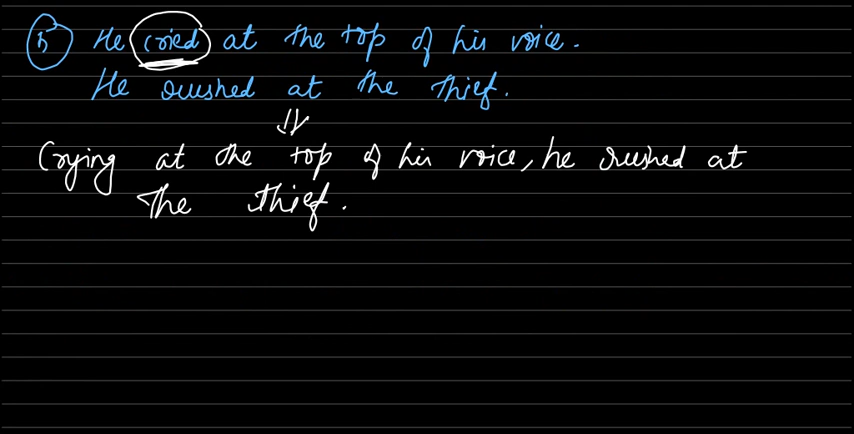 5 He cried at the top of his voice.
He rushed at the thief.
⇓
Crying at the top of his voice, he rushed at
The thief.